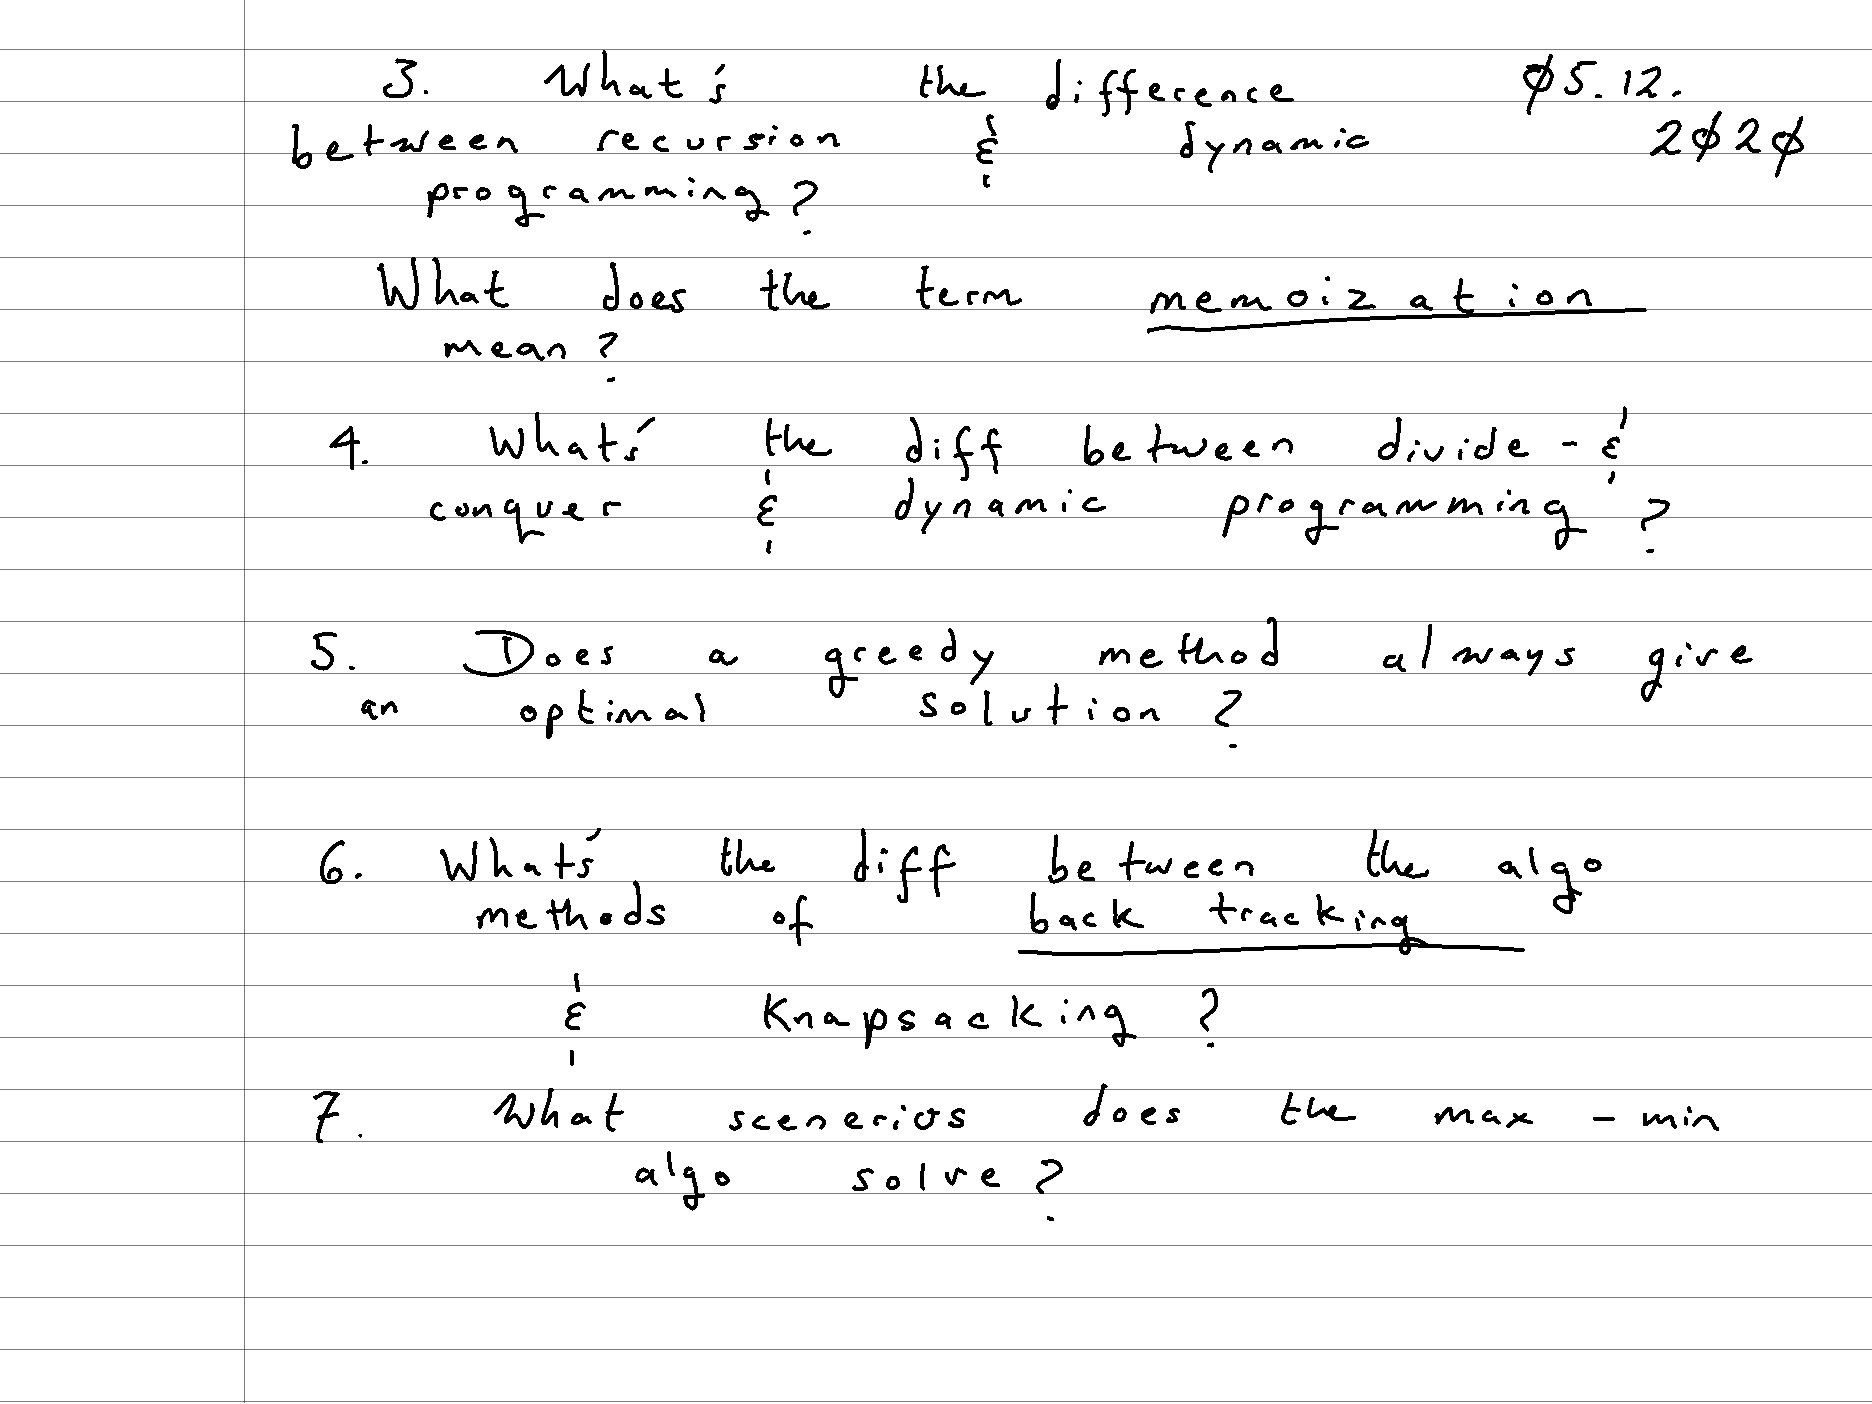 3. What's the difference ø5.12.
between recursion & dynamic 2ø2ø
programming?
What does the term memoization
mean?
4. What's the diff between divide-&
conquer & dynamic programming?
5. Does a greedy method always give
an optimal solution?
6. What's the diff between the algo
methods of back tracking
& Knapsacking?
7. What scenerios does the max-min
algo solve?